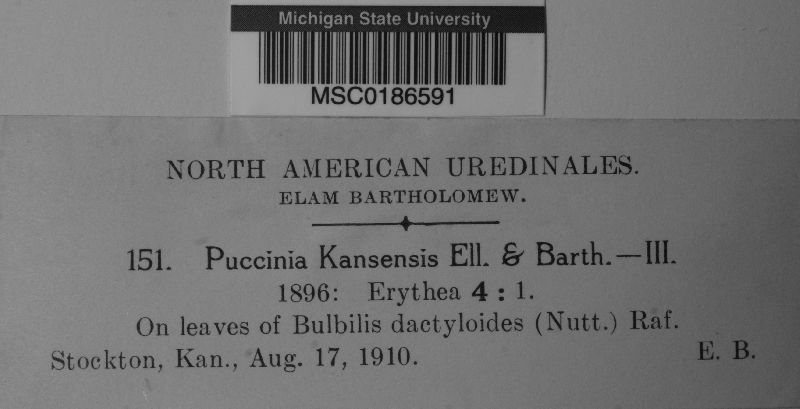 Michigan State University
MSC0186591
NORTH AMERICAN UREDINALES.
ELAM BARTHOLOMEW.
151. Puccinia Kansensis Ell. & Barth.—III.
1896: Erythea 4 : 1.
On leaves of Bulbilis dactyloides (Nutt.) Raf.
Stockton, Kan., Aug. 17, 1910. E. B.